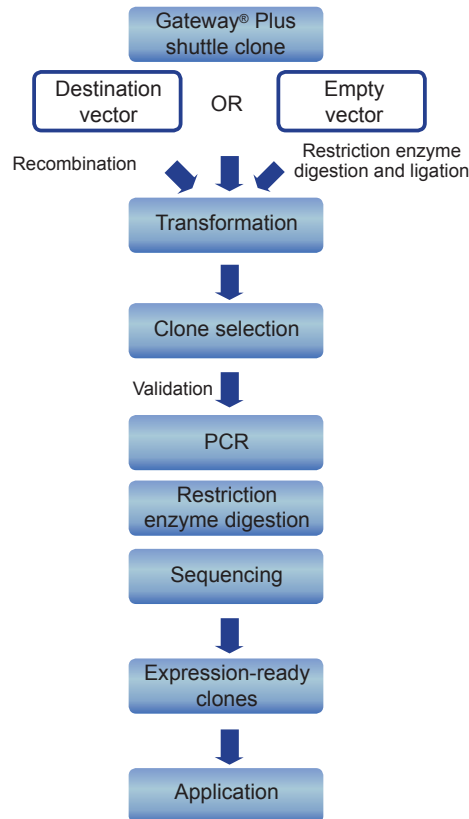 Gateway® Plus
shuttle clone
Destination
vector
OR
Empty
vector
Recombination
Restriction enzyme
digestion and ligation
Transformation
Clone selection
Validation
PCR
Restriction
enzyme digestion
Sequencing
Expression-ready
clones
Application